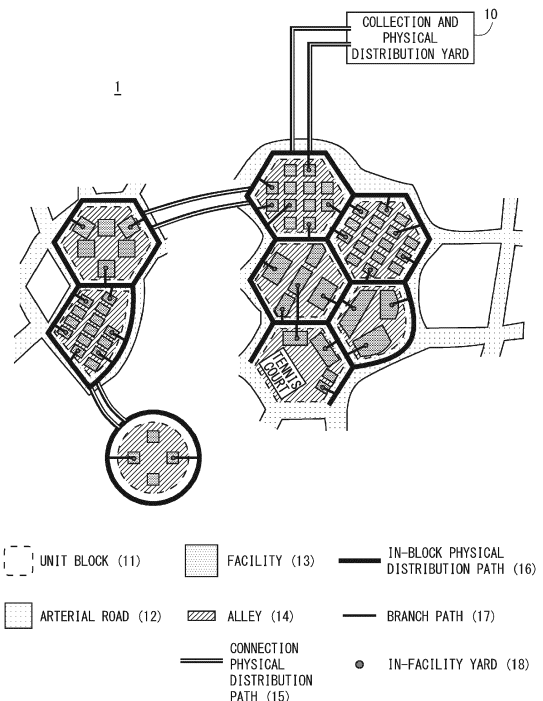 10
COLLECTION AND
PHYSICAL
DISTRIBUTION YARD
1
TENNIS
COURT
UNIT BLOCK (11)
FACILITY (13)
IN-BLOCK PHYSICAL
DISTRIBUTION PATH (16)
ARTERIAL ROAD (12)
ALLEY (14)
BRANCH PATH (17)
CONNECTION
PHYSICAL
DISTRIBUTION
PATH (15)
IN-FACILITY YARD (18)